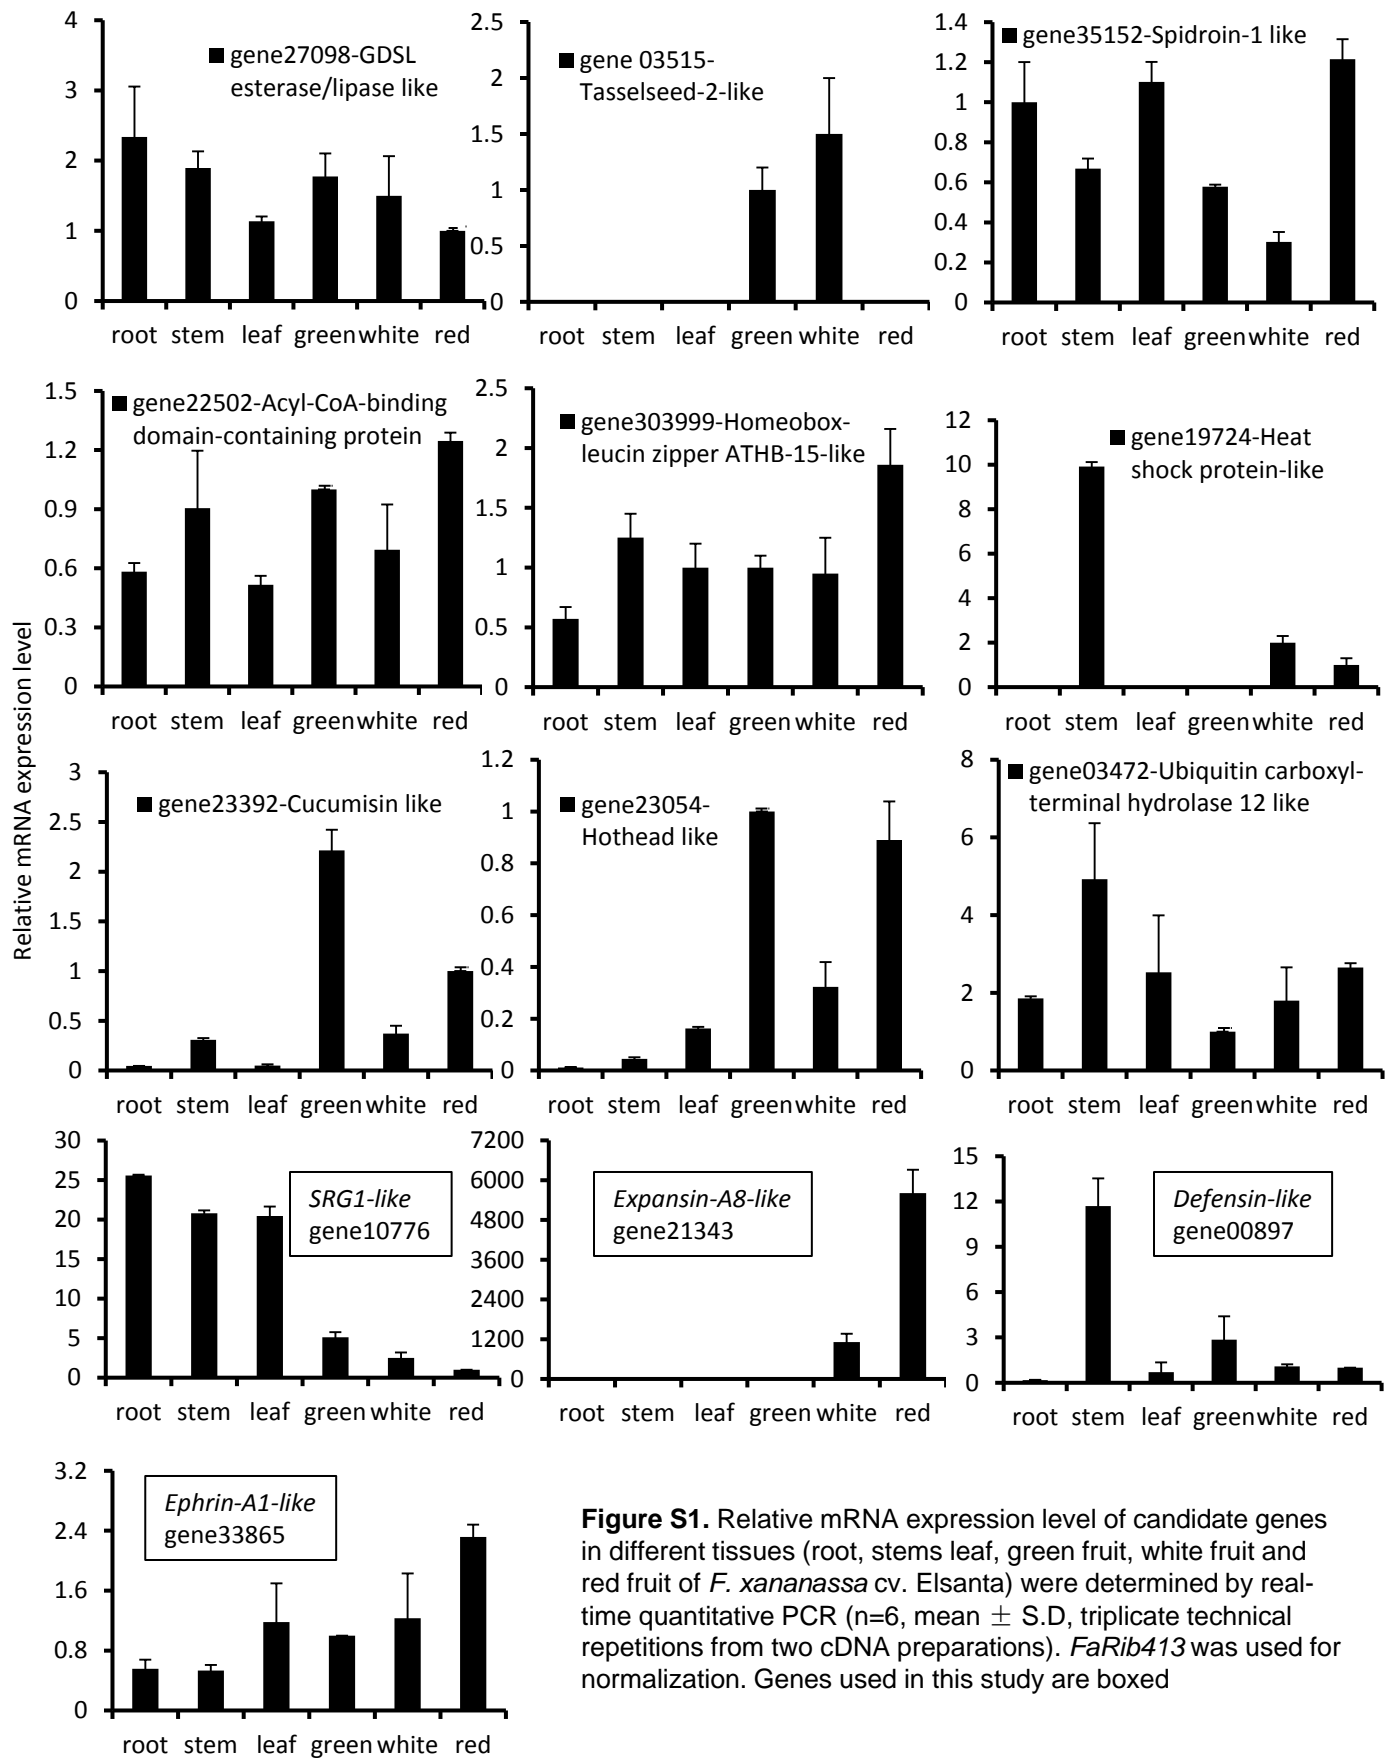 4
3
2
1
0
■ gene27098-GDSL
esterase/lipase like
root stem leaf green white red
2.5
2
1.5
1
0.5
0
■ gene 03515-
Tasselseed-2-like
root stem leaf green white red
1.4
1.2
1
0.8
0.6
0.4
0.2
0
■ gene35152-Spidroin-1 like
root stem leaf green white red
Relative mRNA expression level
1.5
1.2
0.9
0.6
0.3
0
■ gene22502-Acyl-CoA-binding
domain-containing protein
root stem leaf green white red
2.5
2
1.5
1
0.5
0
■ gene303999-Homeobox-
leucin zipper ATHB-15-like
root stem leaf green white red
12
10
8
6
4
2
0
■ gene19724-Heat
shock protein-like
root stem leaf green white red
3
2.5
2
1.5
1
0.5
0
■ gene23392-Cucumisin like
root stem leaf green white red
1.2
1
0.8
0.6
0.4
0.2
0
■ gene23054-
Hothead like
root stem leaf green white red
8
6
4
2
0
■ gene03472-Ubiquitin carboxyl-
terminal hydrolase 12 like
root stem leaf green white red
30
25
20
15
10
5
0
SRG1-like
gene10776
root stem leaf green white red
7200
6000
4800
3600
2400
1200
0
Expansin-A8-like
gene21343
root stem leaf green white red
15
12
9
6
3
0
Defensin-like
gene00897
root stem leaf green white red
3.2
2.4
1.6
0.8
0
Ephrin-A1-like
gene33865
root stem leaf green white red
Figure S1. Relative mRNA expression level of candidate genes
in different tissues (root, stems leaf, green fruit, white fruit and
red fruit of F. xananassa cv. Elsanta) were determined by real-
time quantitative PCR (n=6, mean ± S.D, triplicate technical
repetitions from two cDNA preparations). FaRib413 was used for
normalization. Genes used in this study are boxed